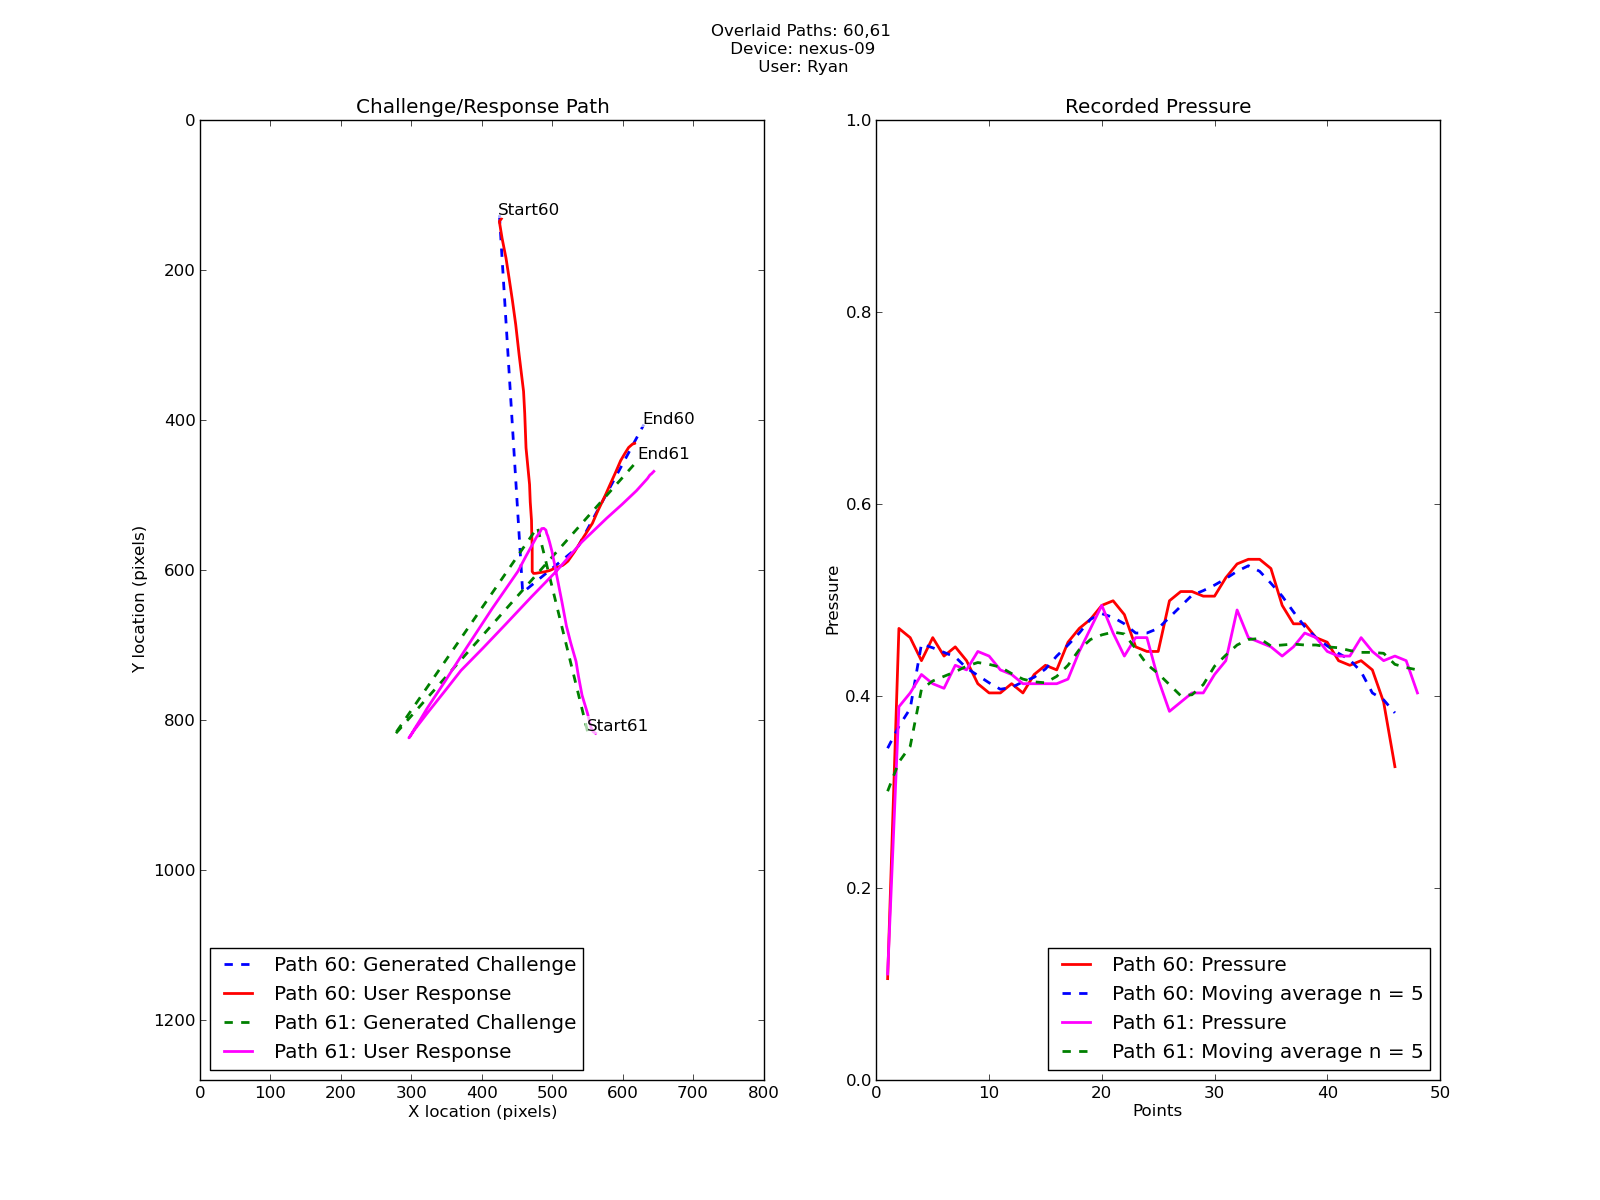 Overlaid Paths: 60,61
Device: nexus-09
User: Ryan
Challenge/Response Path
0
200
400
600
800
1000
1200
Y location (pixels)
Start60
End60
End61
Start61
Path 60: Generated Challenge
Path 60: User Response
Path 61: Generated Challenge
Path 61: User Response
0 100 200 300 400 500 600 700 800
X location (pixels)
Recorded Pressure
1.0
0.8
0.6
0.4
0.2
0.0
Pressure
Path 60: Pressure
Path 60: Moving average n = 5
Path 61: Pressure
Path 61: Moving average n = 5
0 10 20 30 40 50
Points